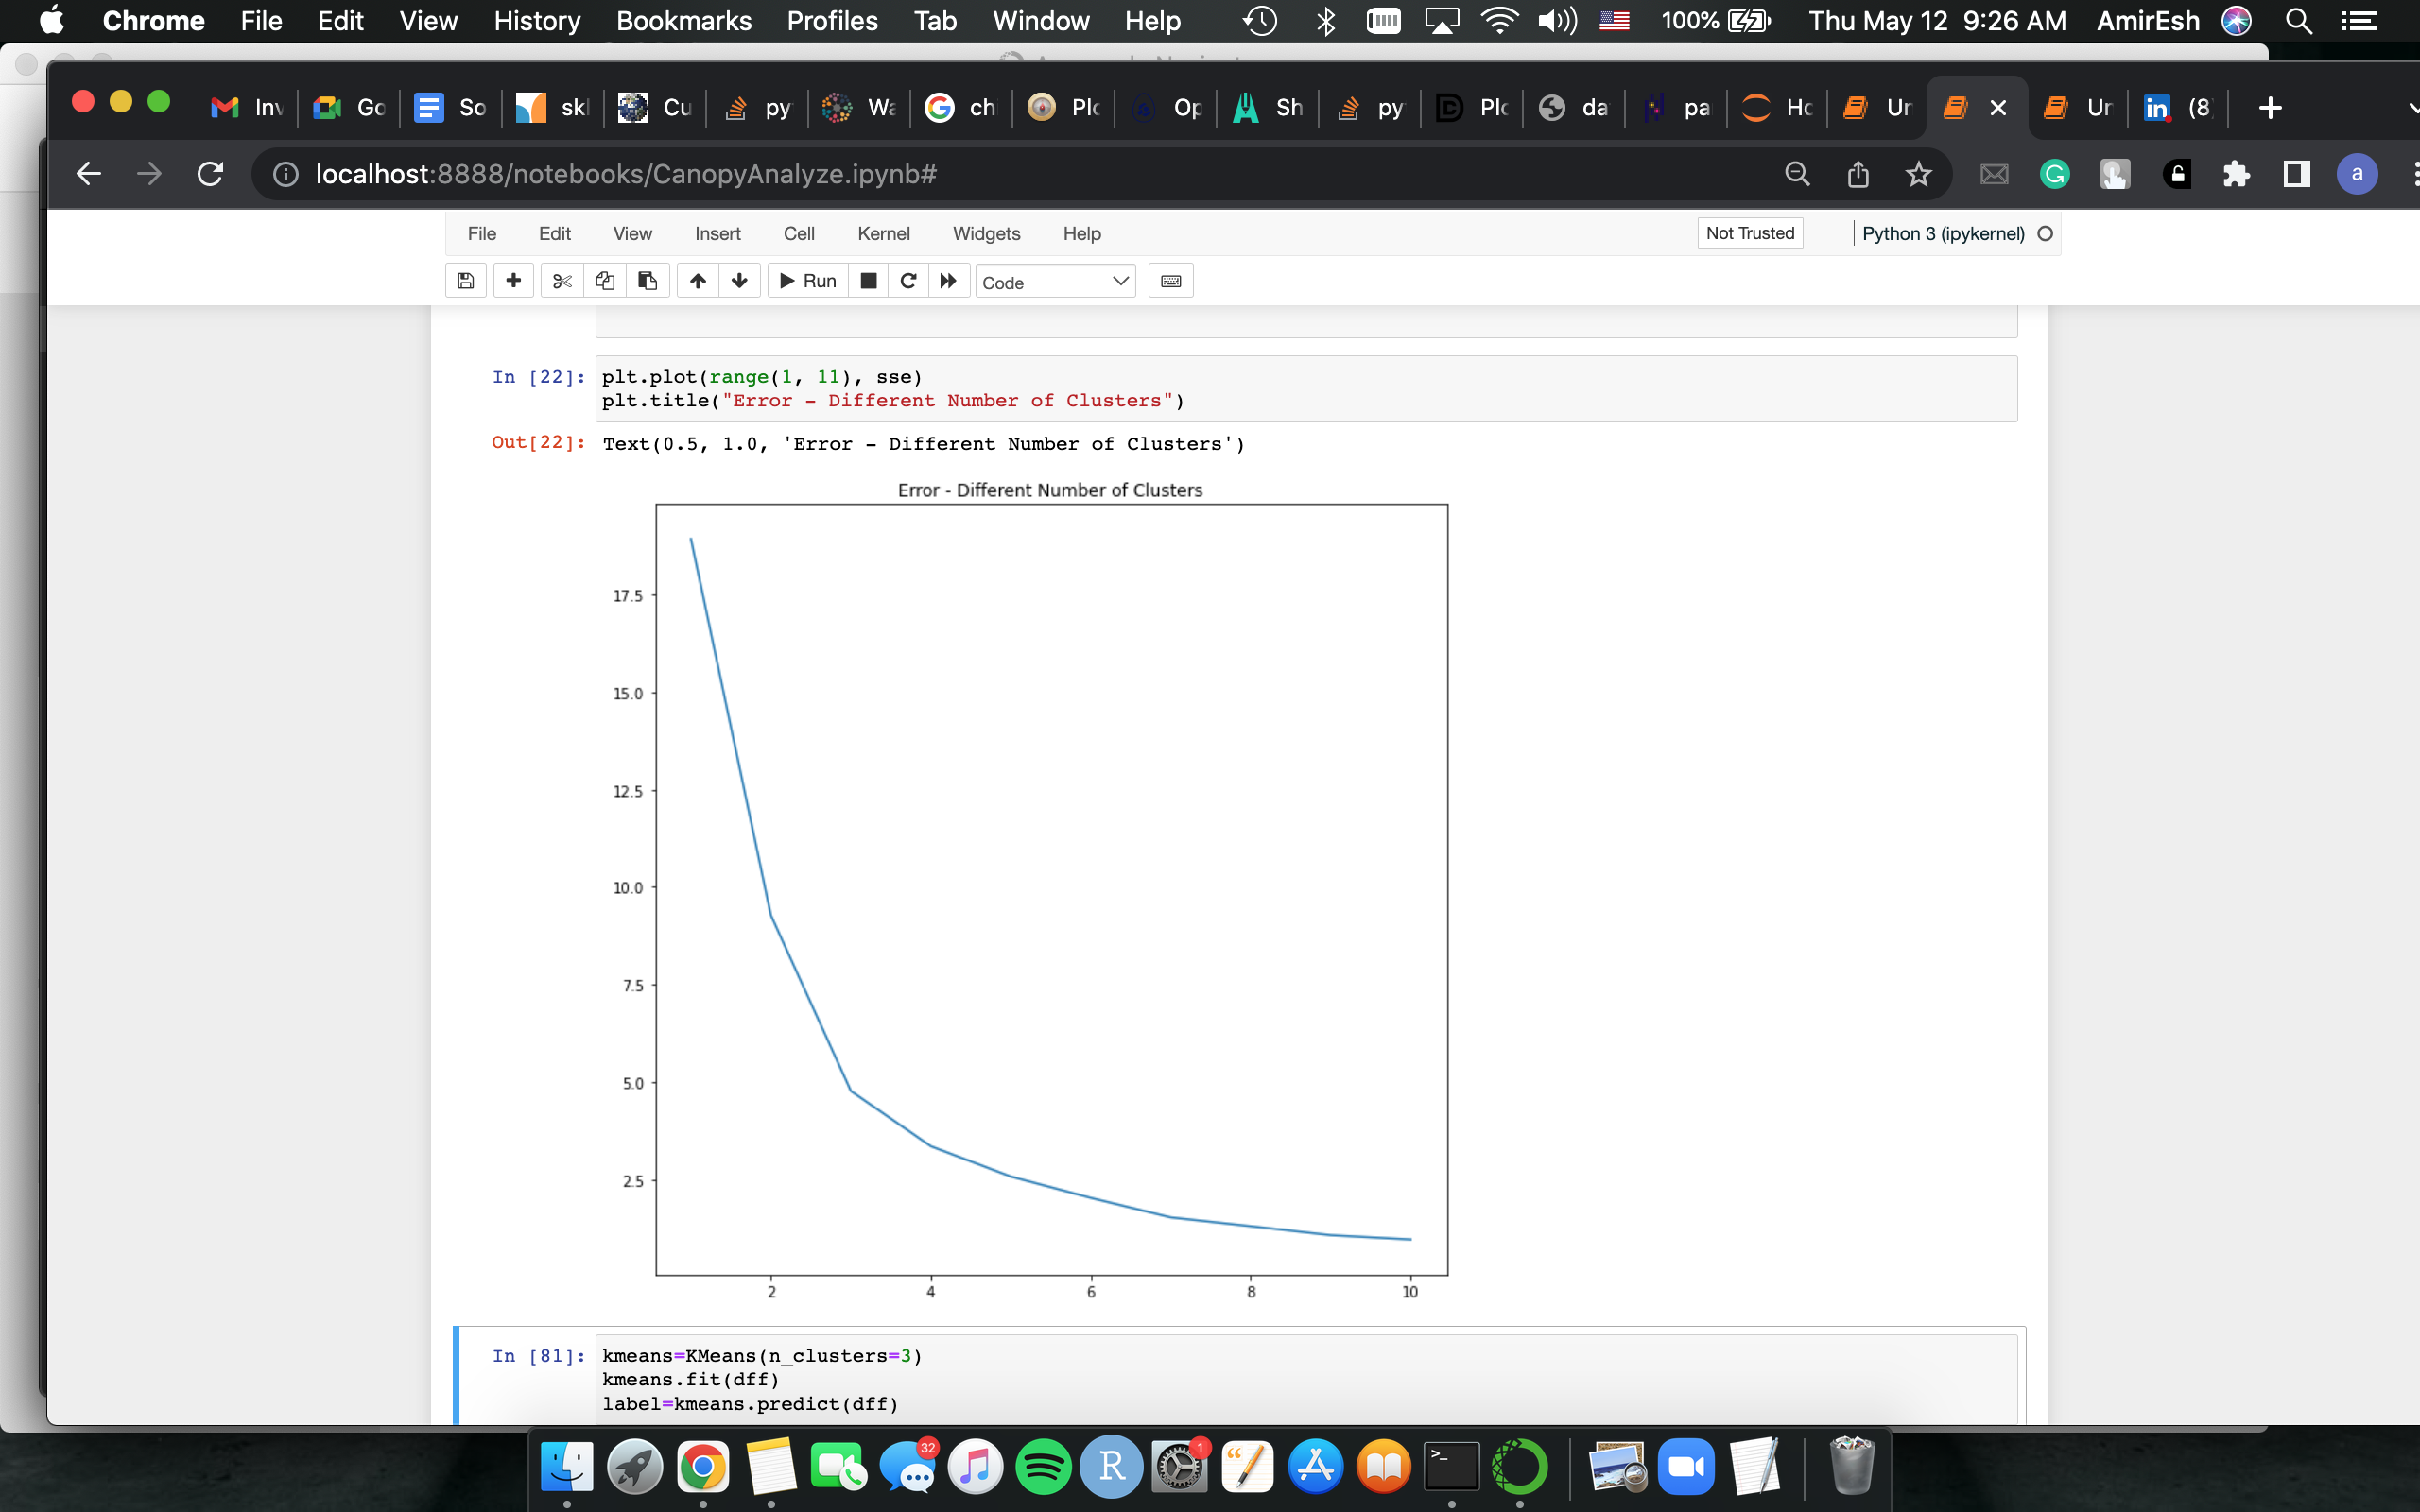 Chrome File Edit View History Bookmarks Profiles Tab Window Help 100% Thu May 12 9:26 AM AmirEsh
Inv Go So skl Cu py Wa chi Plo Op Sh py Plo da pa Ho Ur Ur in (8
localhost:8888/notebooks/CanopyAnalyze.ipynb# G a
File Edit View Insert Cell Kernel Widgets Help Not Trusted Python 3 (ipykernel)
Run Code
In [22]: plt.plot(range(1, 11), sse)
plt.title("Error - Different Number of Clusters")
Out[22]: Text(0.5, 1.0, 'Error - Different Number of Clusters')
Error - Different Number of Clusters
17.5
15.0
12.5
10.0
7.5
5.0
2.5
2 4 6 8 10
In [81]: kmeans=KMeans(n_clusters=3)
kmeans.fit(dff)
label=kmeans.predict(dff)
32 R 1 >_